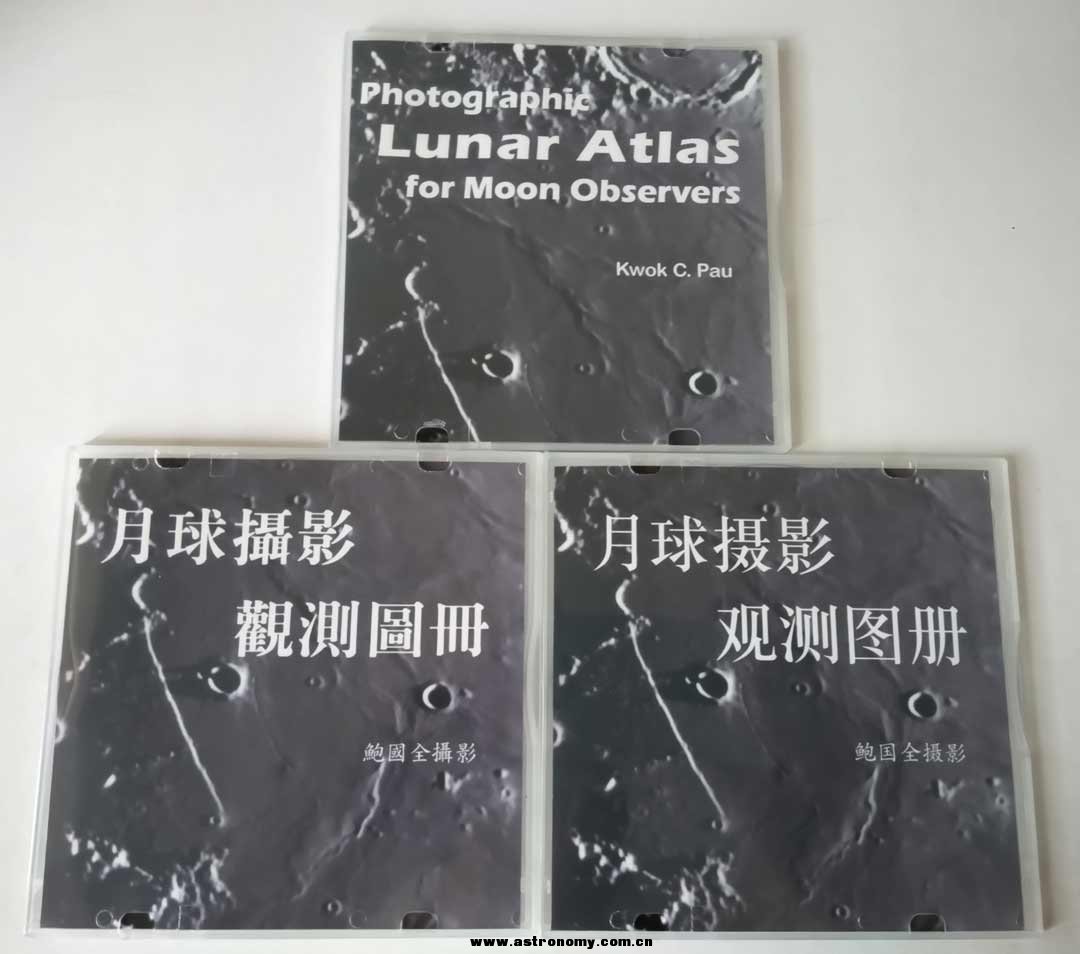 Photographic
Lunar Atlas
for Moon Observers
Kwok C. Pau
月球攝影
觀測圖冊
鮑國全攝影
月球摄影
观测图册
鲍国全摄影
www.astronomy.com.cn